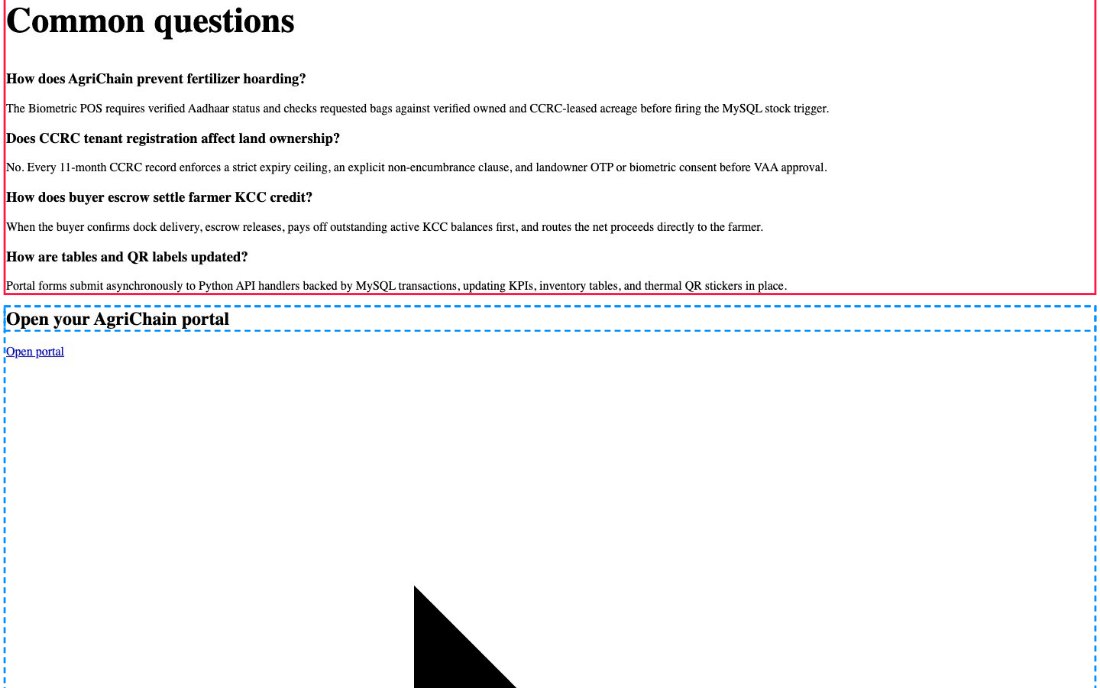 Common questions
How does AgriChain prevent fertilizer hoarding?
The Biometric POS requires verified Aadhaar status and checks requested bags against verified owned and CCRC-leased acreage before firing the MySQL stock trigger.
Does CCRC tenant registration affect land ownership?
No. Every 11-month CCRC record enforces a strict expiry ceiling, an explicit non-encumbrance clause, and landowner OTP or biometric consent before VAA approval.
How does buyer escrow settle farmer KCC credit?
When the buyer confirms dock delivery, escrow releases, pays off outstanding active KCC balances first, and routes the net proceeds directly to the farmer.
How are tables and QR labels updated?
Portal forms submit asynchronously to Python API handlers backed by MySQL transactions, updating KPIs, inventory tables, and thermal QR stickers in place.
Open your AgriChain portal
Open portal